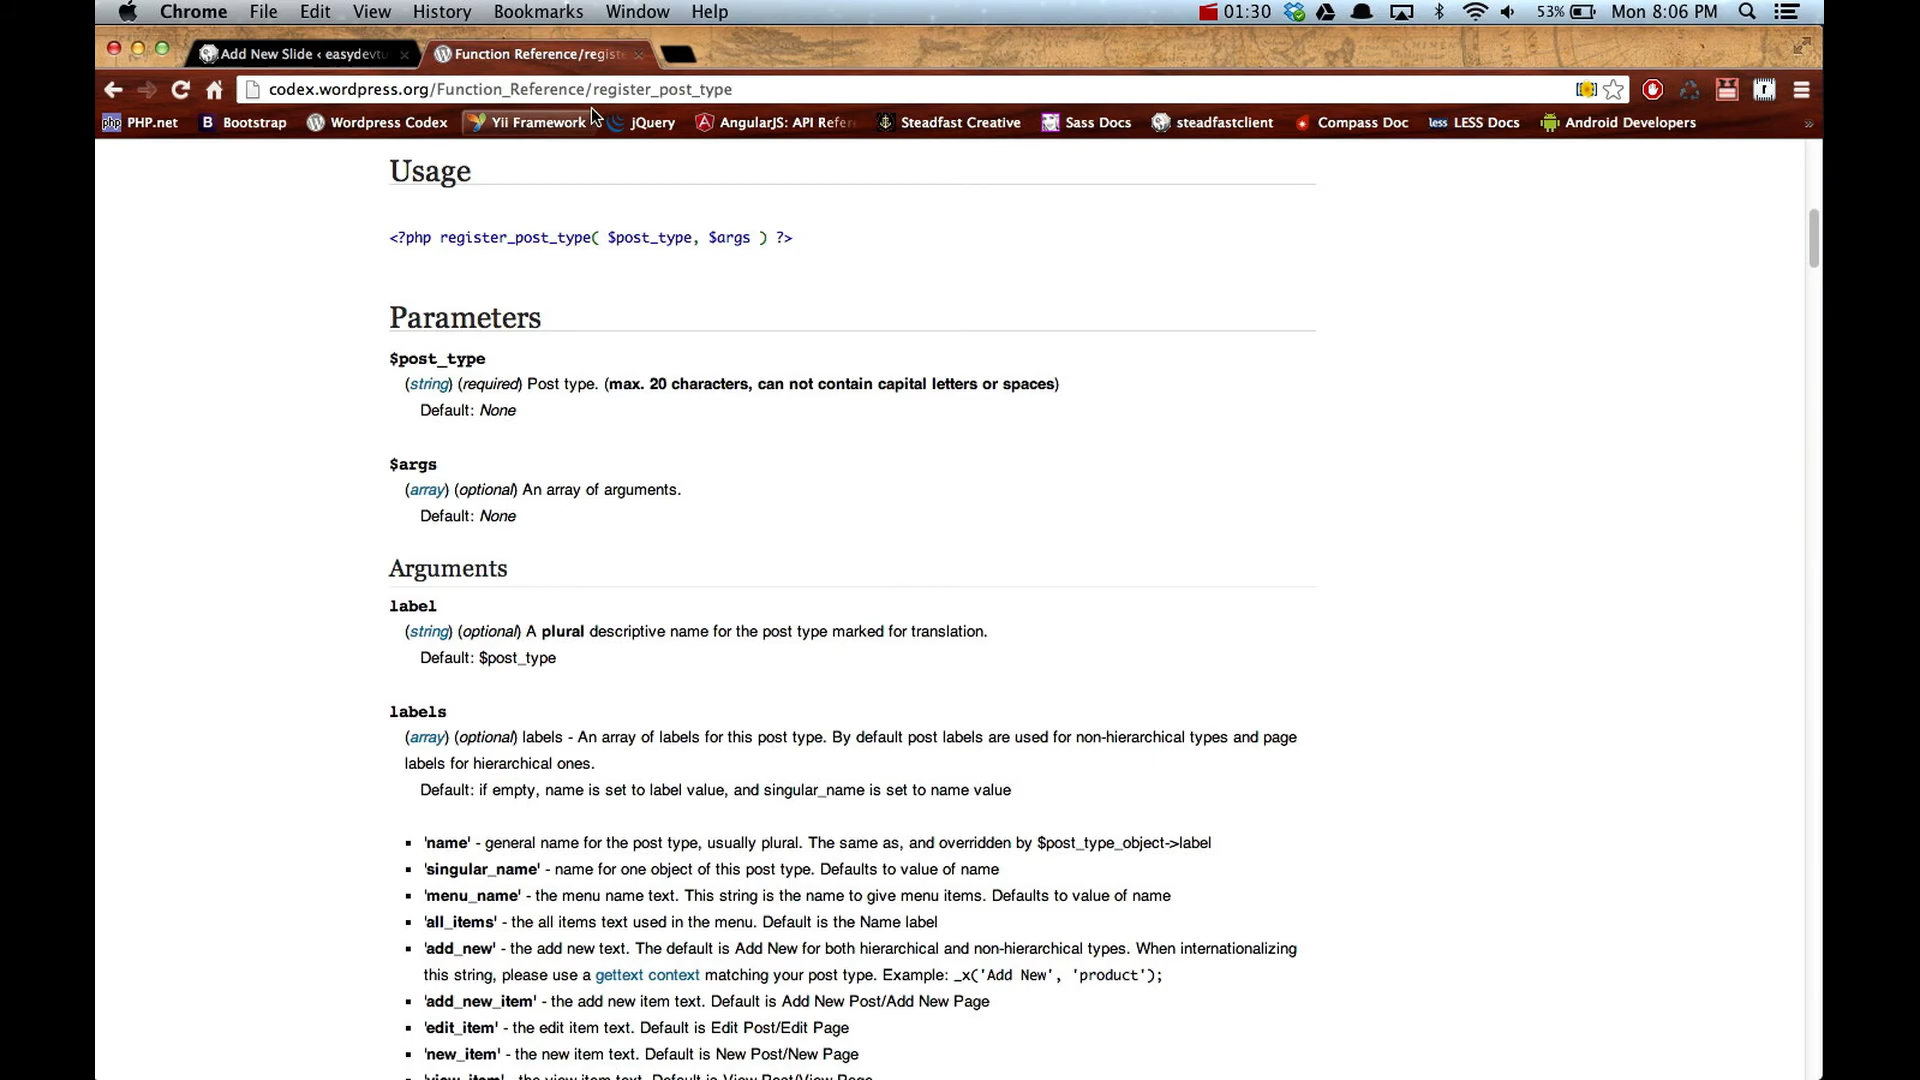 Chrome File Edit View History Bookmarks Window Help 01:30 53% Mon 8:06 PM
Add New Slide ‹ easydevtu Function Reference/regist
codex.wordpress.org/Function_Reference/register_post_type
php PHP.net B Bootstrap Wordpress Codex Yii Framework jQuery AngularJS: API Refer Steadfast Creative Sass Docs steadfastclient Compass Doc less LESS Docs Android Developers »
Usage
<?php register_post_type( $post_type, $args ) ?>
Parameters
$post_type
(string) (required) Post type. (max. 20 characters, can not contain capital letters or spaces)
Default: None
$args
(array) (optional) An array of arguments.
Default: None
Arguments
label
(string) (optional) A plural descriptive name for the post type marked for translation.
Default: $post_type
labels
(array) (optional) labels - An array of labels for this post type. By default post labels are used for non-hierarchical types and page
labels for hierarchical ones.
Default: if empty, name is set to label value, and singular_name is set to name value
▪ 'name' - general name for the post type, usually plural. The same as, and overridden by $post_type_object->label
▪ 'singular_name' - name for one object of this post type. Defaults to value of name
▪ 'menu_name' - the menu name text. This string is the name to give menu items. Defaults to value of name
▪ 'all_items' - the all items text used in the menu. Default is the Name label
▪ 'add_new' - the add new text. The default is Add New for both hierarchical and non-hierarchical types. When internationalizing
this string, please use a gettext context matching your post type. Example: _x('Add New', 'product');
▪ 'add_new_item' - the add new item text. Default is Add New Post/Add New Page
▪ 'edit_item' - the edit item text. Default is Edit Post/Edit Page
▪ 'new_item' - the new item text. Default is New Post/New Page
▪ 'view_item' - the view item text. Default is View Post/View Page